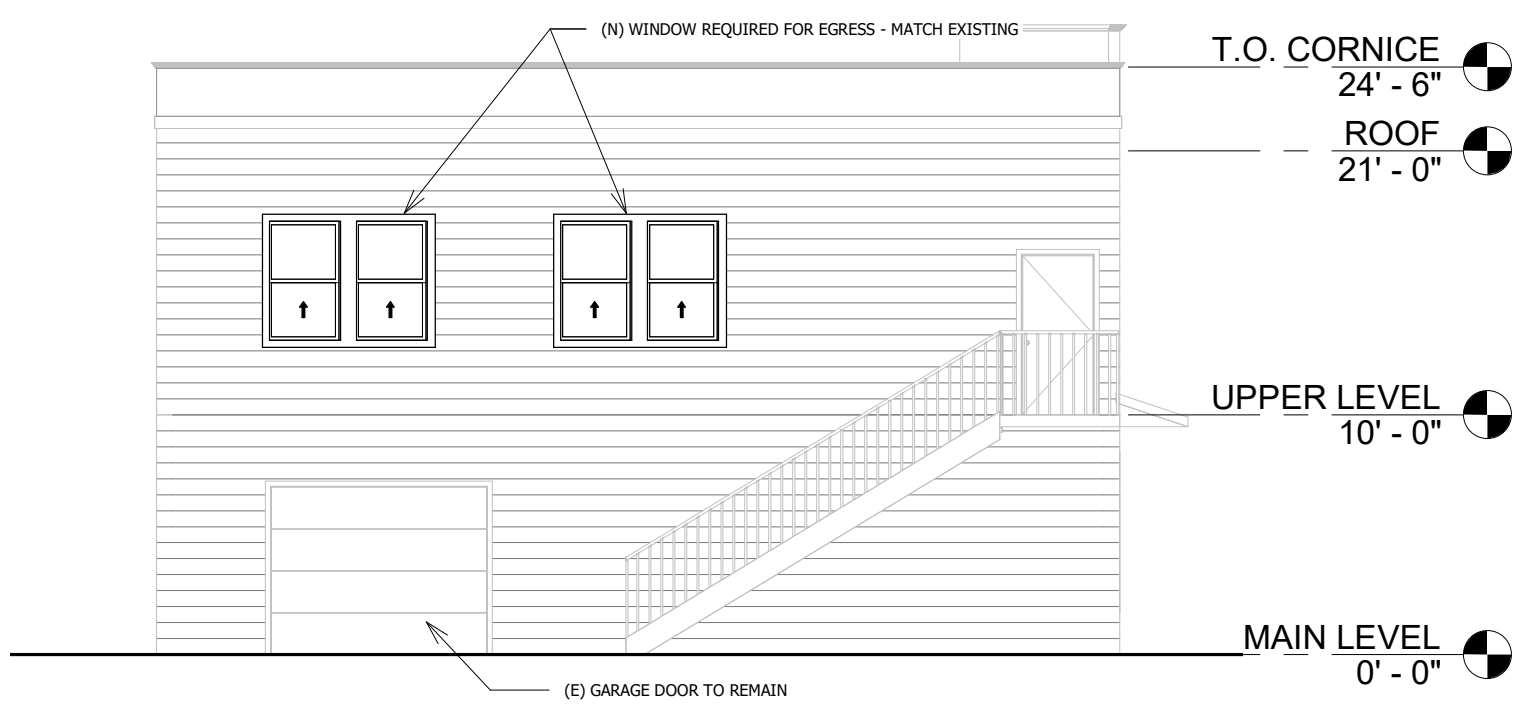 (N) WINDOW REQUIRED FOR EGRESS - MATCH EXISTING
T.O. CORNICE
24' - 6"
ROOF
21' - 0"
UPPER LEVEL
10' - 0"
MAIN LEVEL
0' - 0"
(E) GARAGE DOOR TO REMAIN